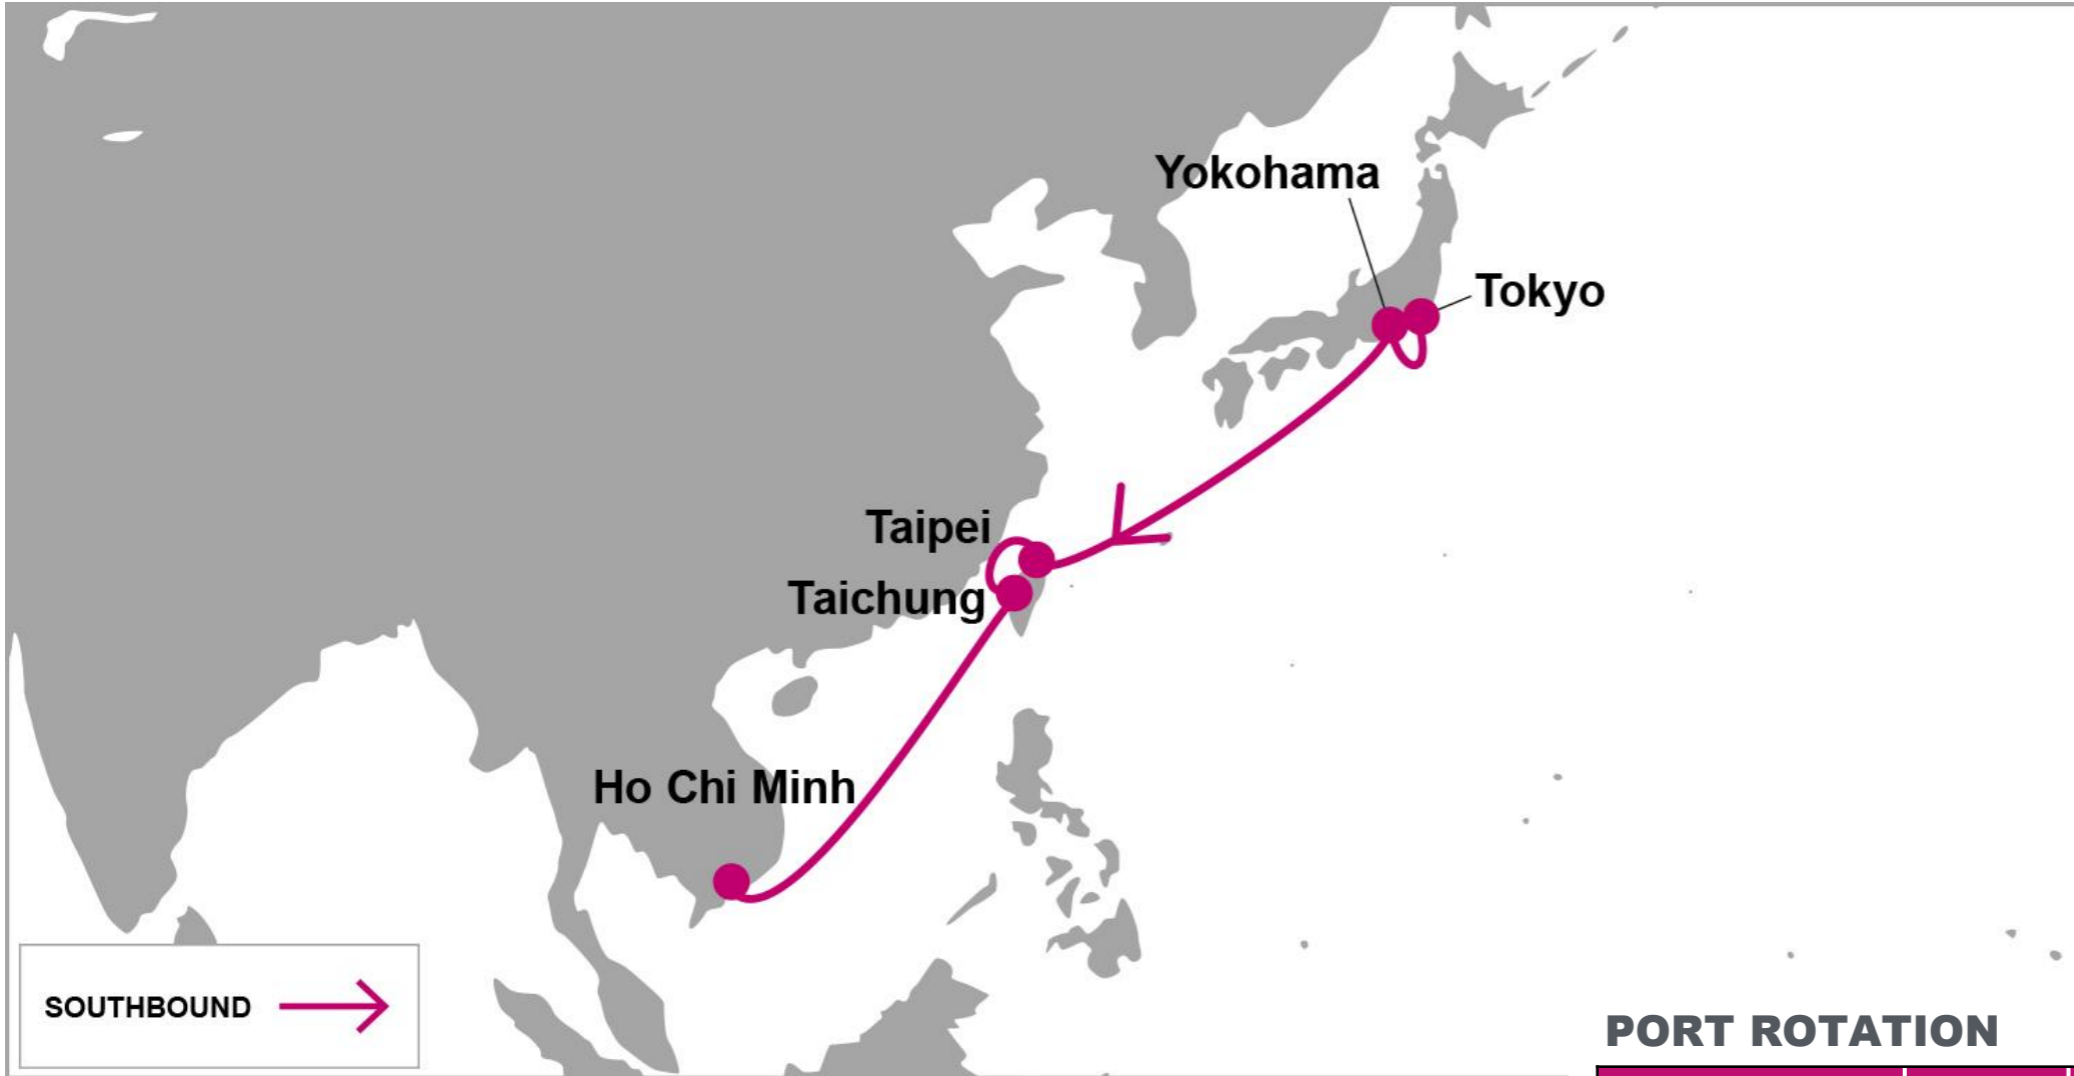 Yokohama
Tokyo
Taipei
Taichung
Ho Chi Minh
SOUTHBOUND
PORT ROTATION